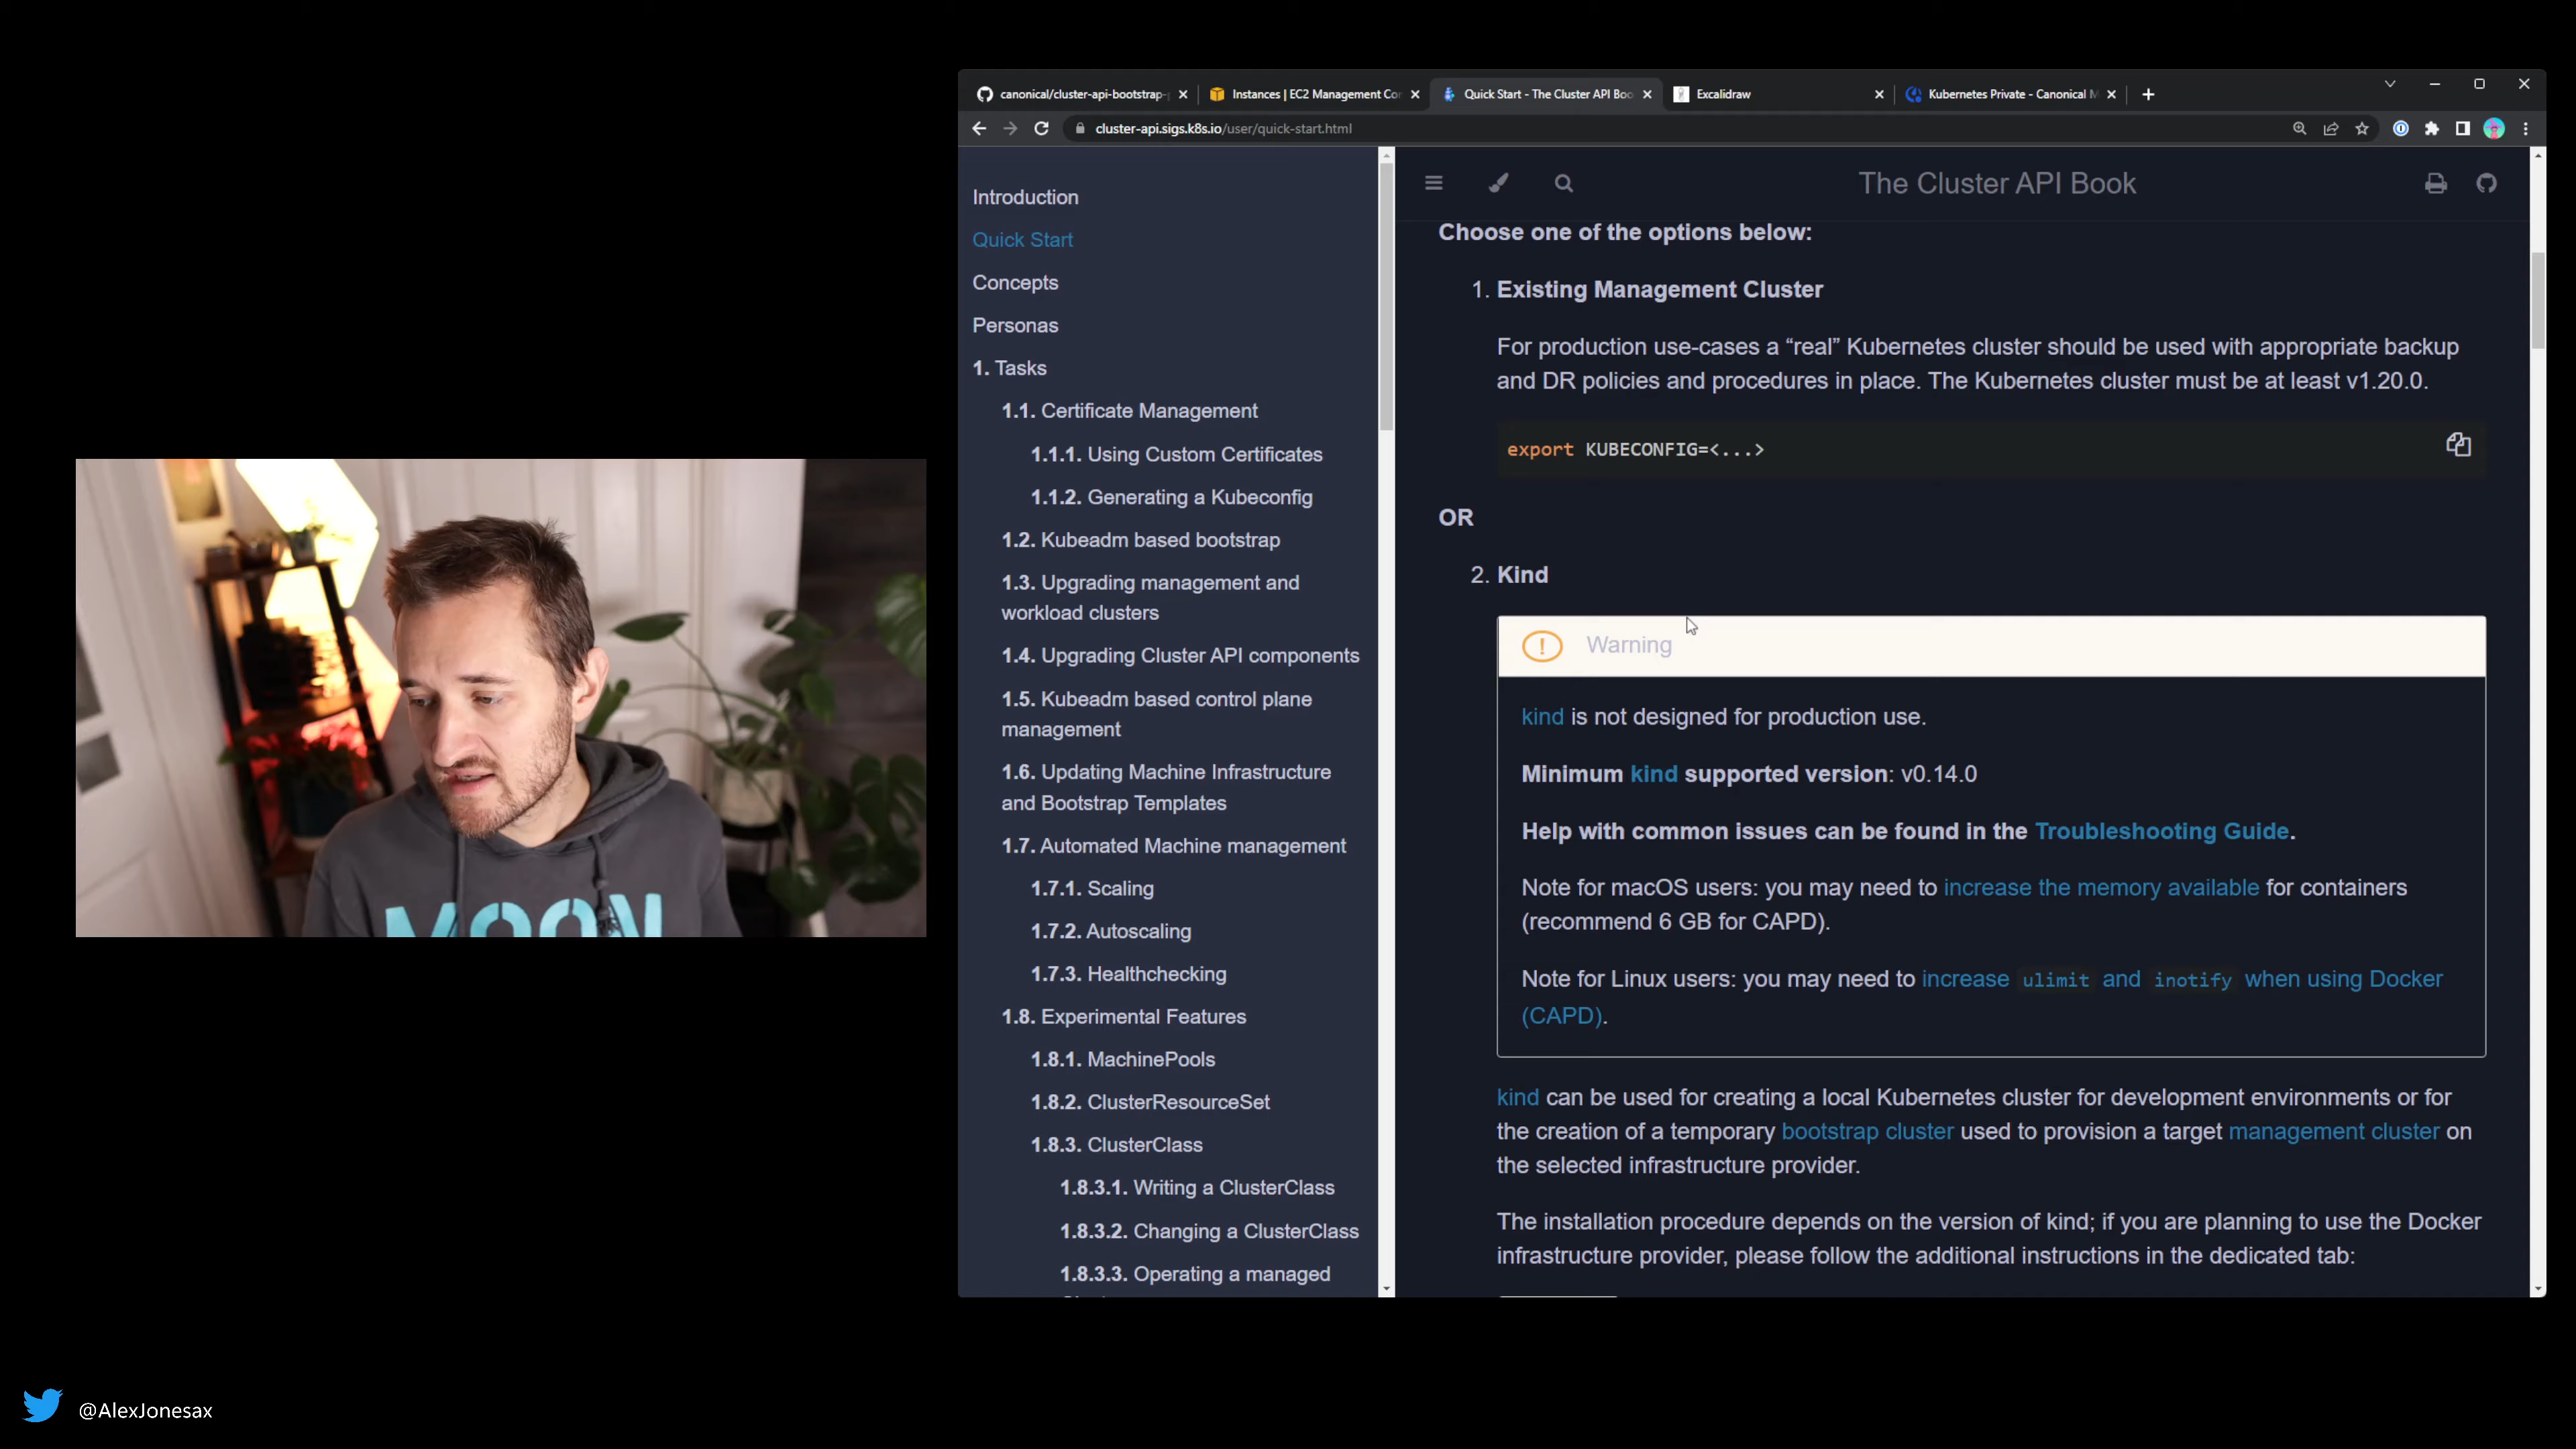 canonical/cluster-api-bootstrap-
Instances | EC2 Management Co
Quick Start - The Cluster API Boo
Excalidraw
Kubernetes Private - Canonical M
cluster-api.sigs.k8s.io/user/quick-start.html
Introduction
Quick Start
Concepts
Personas
1. Tasks
1.1. Certificate Management
1.1.1. Using Custom Certificates
1.1.2. Generating a Kubeconfig
1.2. Kubeadm based bootstrap
1.3. Upgrading management and
workload clusters
1.4. Upgrading Cluster API components
1.5. Kubeadm based control plane
management
1.6. Updating Machine Infrastructure
and Bootstrap Templates
1.7. Automated Machine management
1.7.1. Scaling
1.7.2. Autoscaling
1.7.3. Healthchecking
1.8. Experimental Features
1.8.1. MachinePools
1.8.2. ClusterResourceSet
1.8.3. ClusterClass
1.8.3.1. Writing a ClusterClass
1.8.3.2. Changing a ClusterClass
1.8.3.3. Operating a managed
The Cluster API Book
Choose one of the options below:
1. Existing Management Cluster
For production use-cases a “real” Kubernetes cluster should be used with appropriate backup
and DR policies and procedures in place. The Kubernetes cluster must be at least v1.20.0.
export KUBECONFIG=<...>
OR
2. Kind
Warning
kind is not designed for production use.
Minimum kind supported version: v0.14.0
Help with common issues can be found in the Troubleshooting Guide.
Note for macOS users: you may need to increase the memory available for containers
(recommend 6 GB for CAPD).
Note for Linux users: you may need to increase ulimit and inotify when using Docker
(CAPD).
kind can be used for creating a local Kubernetes cluster for development environments or for
the creation of a temporary bootstrap cluster used to provision a target management cluster on
the selected infrastructure provider.
The installation procedure depends on the version of kind; if you are planning to use the Docker
infrastructure provider, please follow the additional instructions in the dedicated tab:
MOON
@AlexJonesax